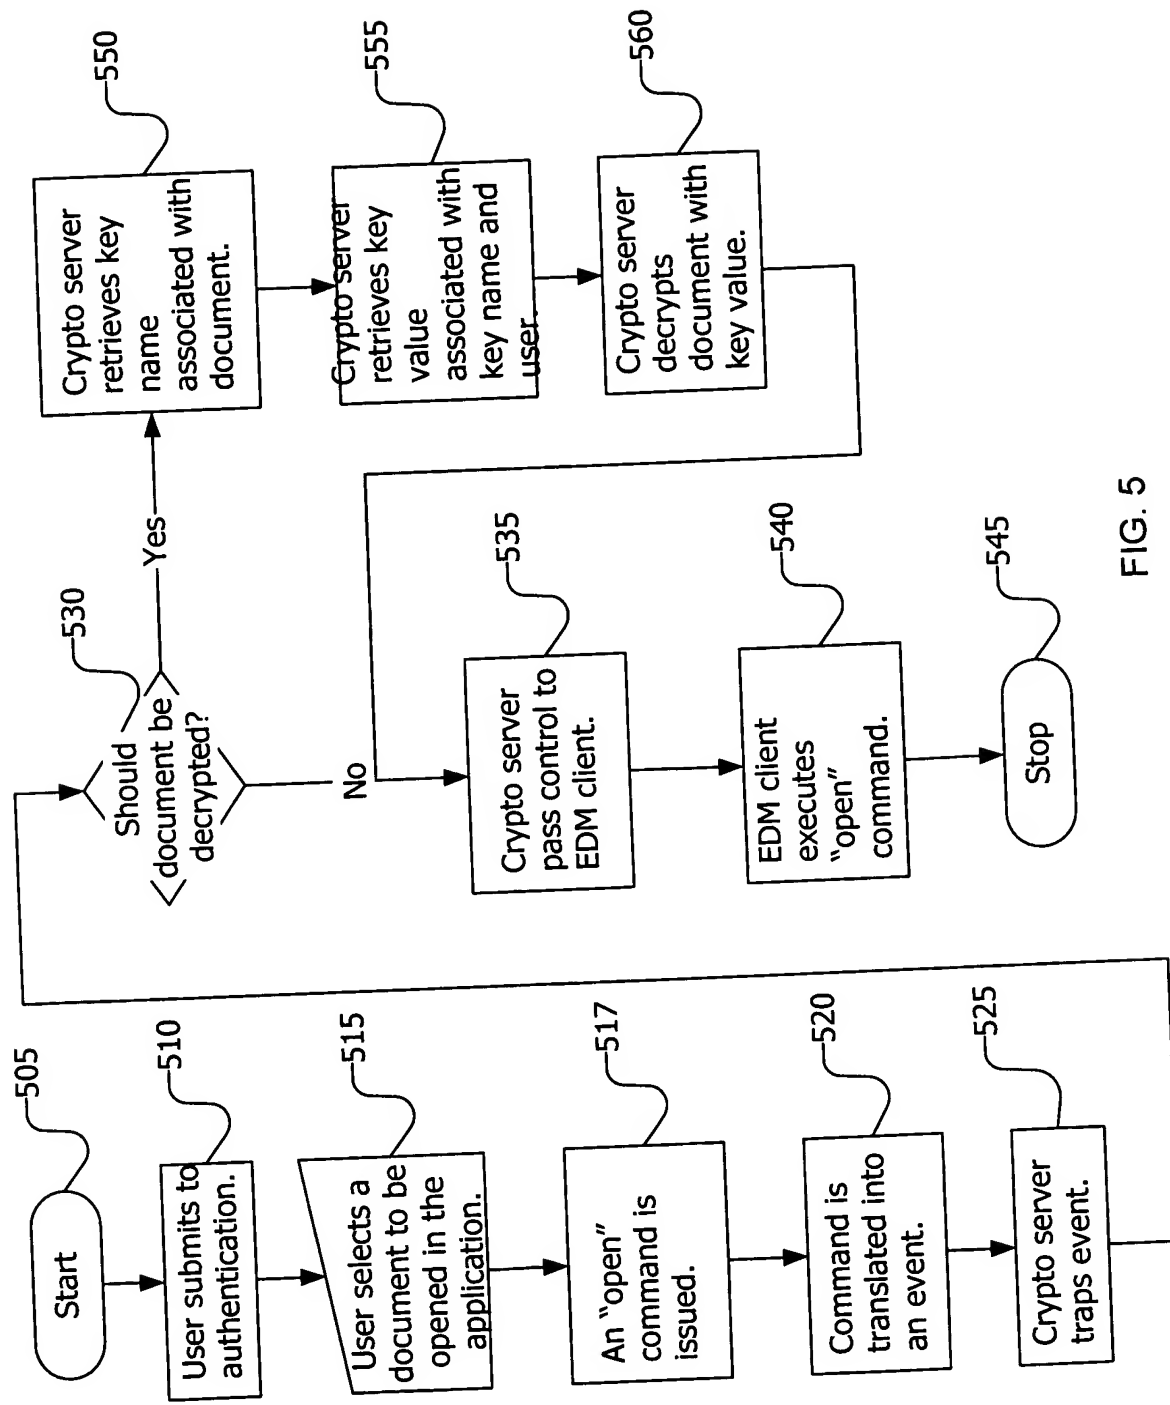 505
Start
510
User submits to
authentication.
515
User selects a
document to be
opened in the
application.
517
An “open”
command is
issued.
520
Command is
translated into
an event.
525
Crypto server
traps event.
530
Should
document be
decrypted?
Yes
No
535
Crypto server
pass control to
EDM client.
540
EDM client
executes
“open”
command.
545
Stop
550
Crypto server
retrieves key
name
associated with
document.
555
Crypto server
retrieves key
value
associated with
key name and
user.
560
Crypto server
decrypts
document with
key value.
FIG. 5